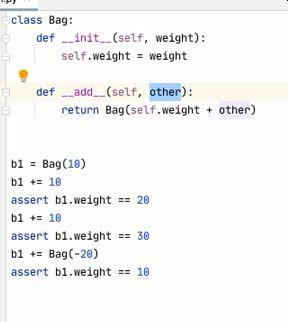 class Bag:
    def __init__(self, weight):
        self.weight = weight
    def __add__(self, other):
        return Bag(self.weight + other)
b1 = Bag(10)
b1 += 10
assert b1.weight == 20
b1 += 10
assert b1.weight == 30
b1 += Bag(-20)
assert b1.weight == 10